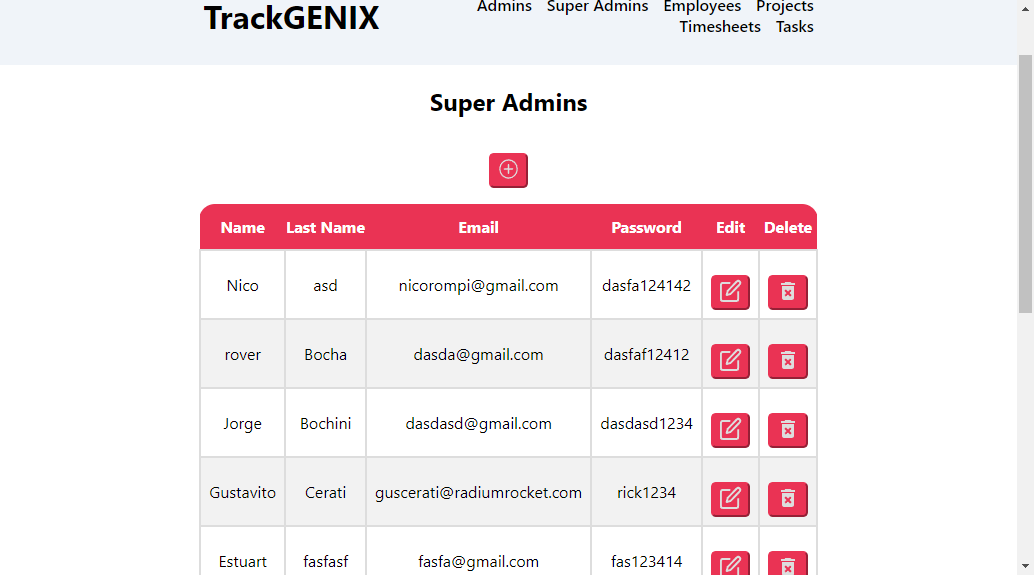 TrackGENIX
Admins Super Admins Employees Projects
Timesheets Tasks
Super Admins
Name Last Name Email Password Edit Delete
Nico asd nicorompi@gmail.com dasfa124142
rover Bocha dasda@gmail.com dasfaf12412
Jorge Bochini dasdasd@gmail.com dasdasd1234
Gustavito Cerati guscerati@radiumrocket.com rick1234
Estuart fasfasf fasfa@gmail.com fas123414